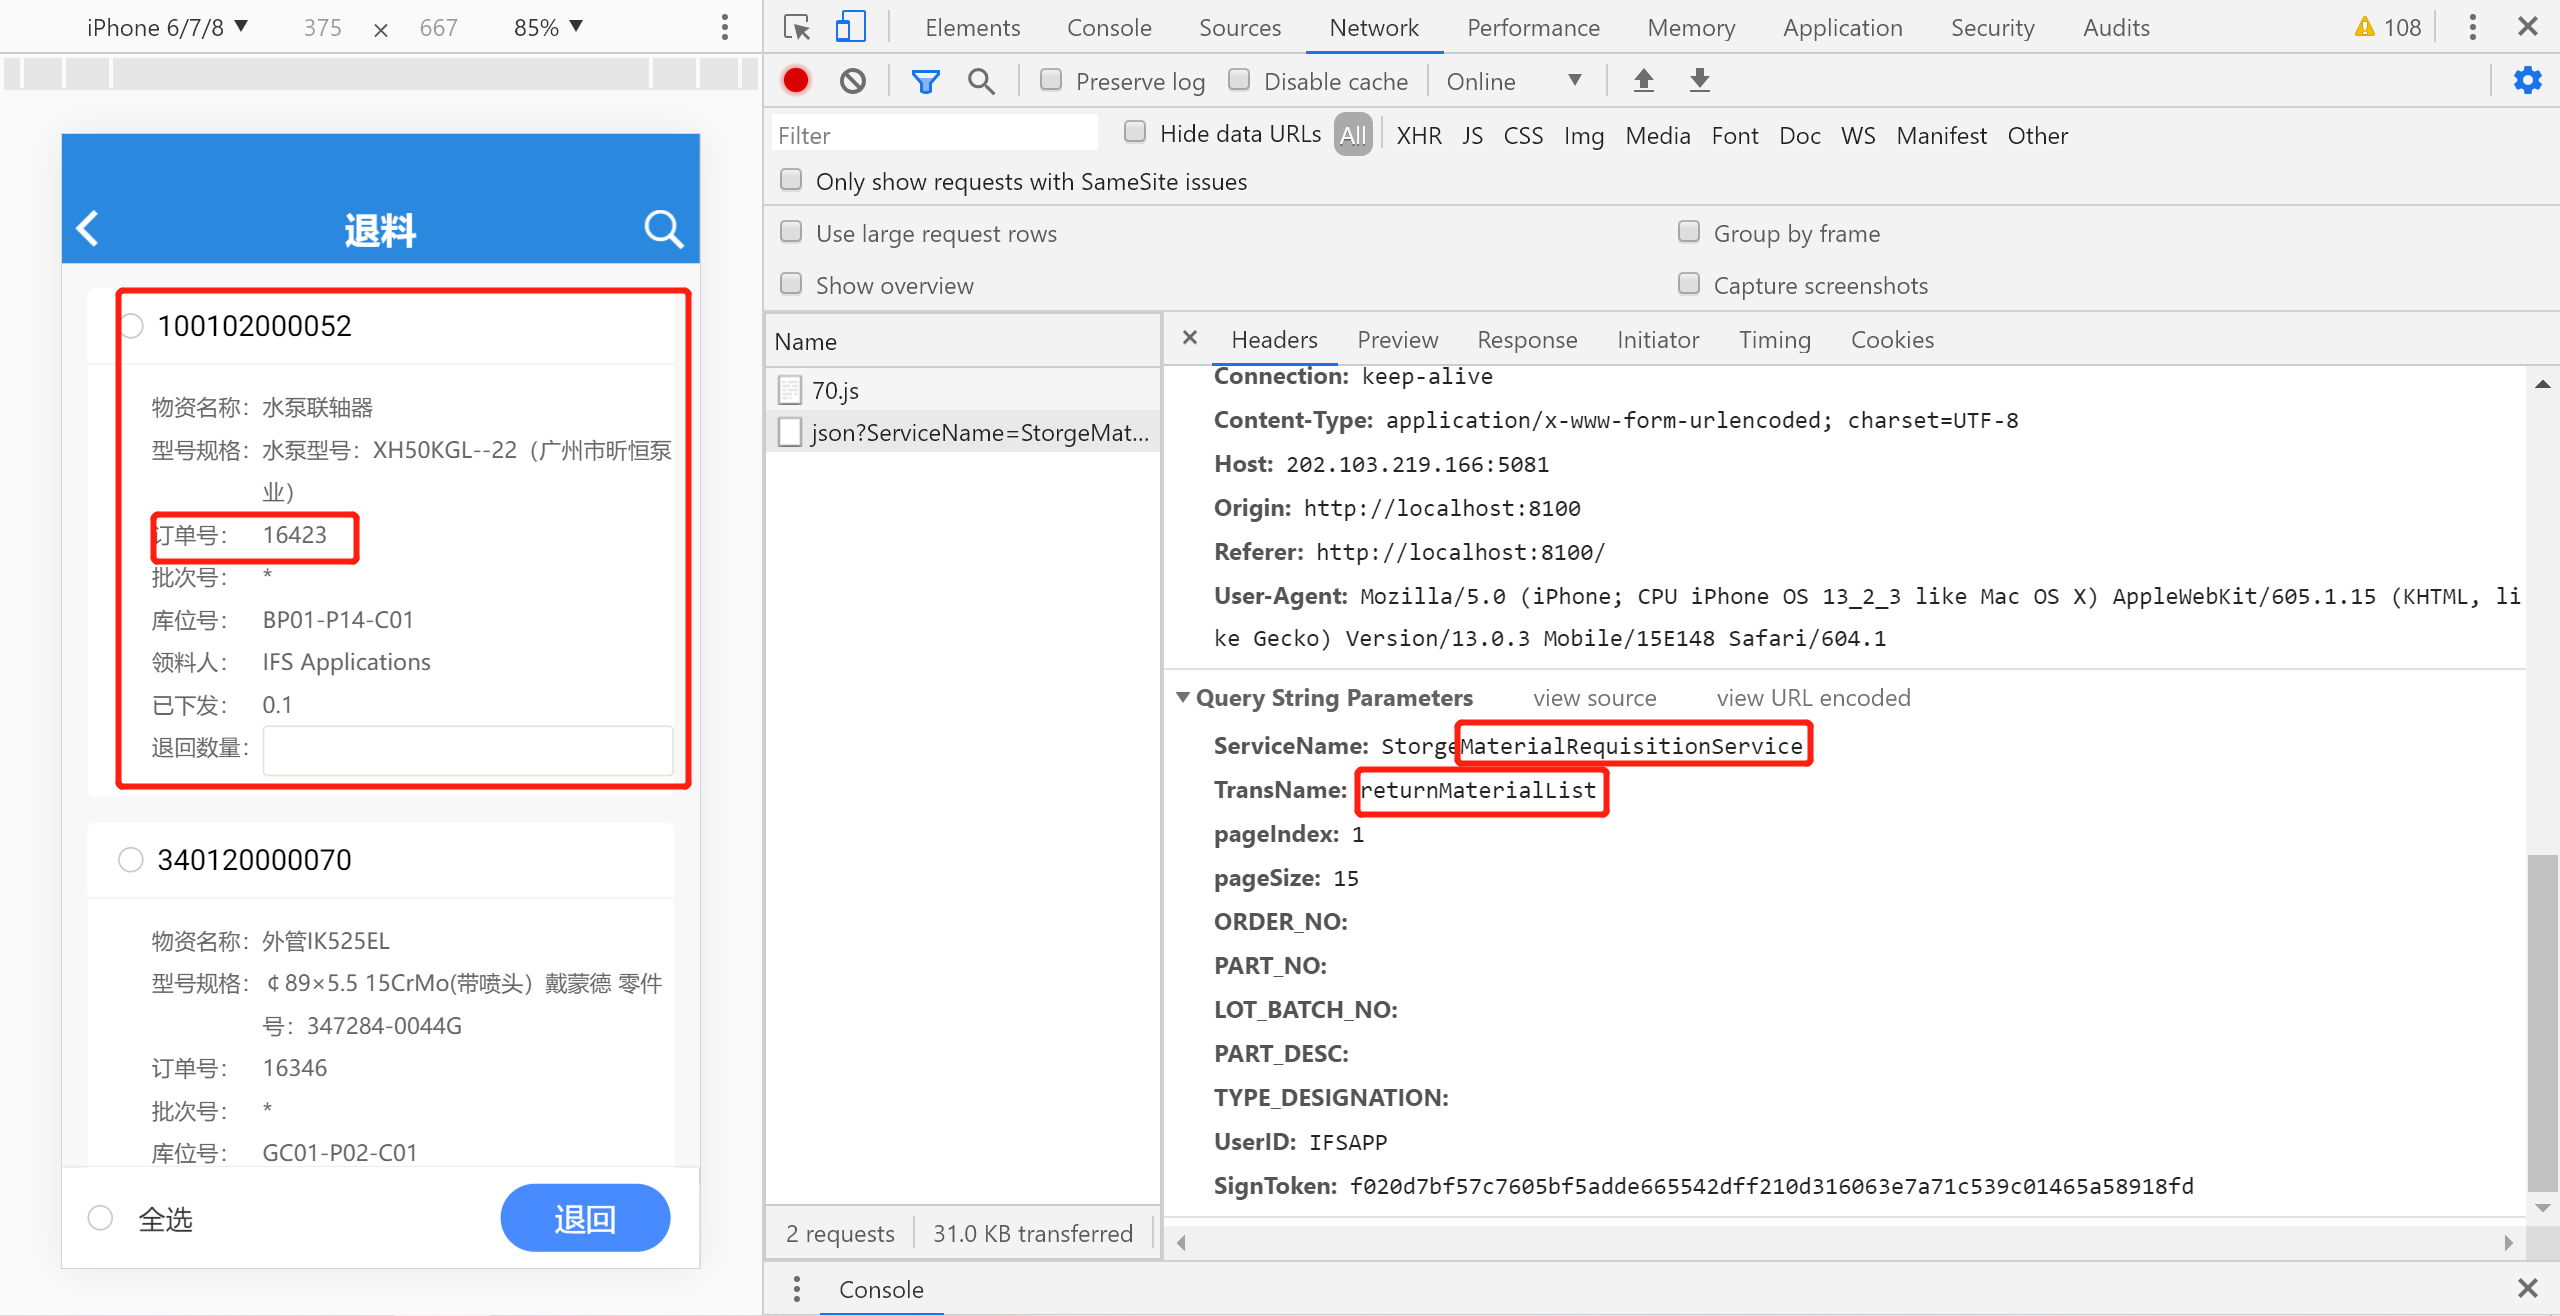 iPhone 6/7/8 ▼ 375 × 667 85% ▼
退料
100102000052
物资名称：水泵联轴器
型号规格：水泵型号：XH50KGL--22（广州市昕恒泵
业）
订单号： 16423
批次号： *
库位号： BP01-P14-C01
领料人： IFS Applications
已下发： 0.1
退回数量：
340120000070
物资名称：外管IK525EL
型号规格：￠89×5.5 15CrMo(带喷头）戴蒙德 零件
号：347284-0044G
订单号： 16346
批次号： *
库位号： GC01-P02-C01
全选 退回
Elements Console Sources Network Performance Memory Application Security Audits 108
Preserve log Disable cache Online ▼
Filter Hide data URLs All XHR JS CSS Img Media Font Doc WS Manifest Other
Only show requests with SameSite issues
Use large request rows Group by frame
Show overview Capture screenshots
Name
70.js
json?ServiceName=StorgeMat...
2 requests 31.0 KB transferred
× Headers Preview Response Initiator Timing Cookies
Connection: keep-alive
Content-Type: application/x-www-form-urlencoded; charset=UTF-8
Host: 202.103.219.166:5081
Origin: http://localhost:8100
Referer: http://localhost:8100/
User-Agent: Mozilla/5.0 (iPhone; CPU iPhone OS 13_2_3 like Mac OS X) AppleWebKit/605.1.15 (KHTML, li
ke Gecko) Version/13.0.3 Mobile/15E148 Safari/604.1
▼ Query String Parameters view source view URL encoded
ServiceName: StorgeMaterialRequisitionService
TransName: returnMaterialList
pageIndex: 1
pageSize: 15
ORDER_NO:
PART_NO:
LOT_BATCH_NO:
PART_DESC:
TYPE_DESIGNATION:
UserID: IFSAPP
SignToken: f020d7bf57c7605bf5adde665542dff210d316063e7a71c539c01465a58918fd
Console